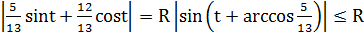 |5/13 sint + 12/13 cost| = R |sin (t + arccos 5/13)| ≤ R